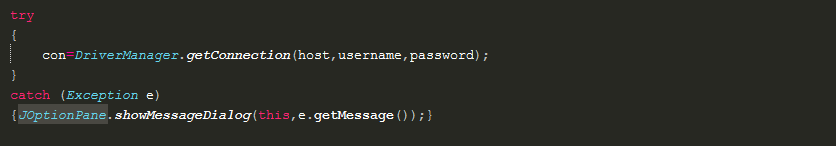 try
{
con=DriverManager.getConnection(host,username,password);
}
catch (Exception e)
{JOptionPane.showMessageDialog(this,e.getMessage());}